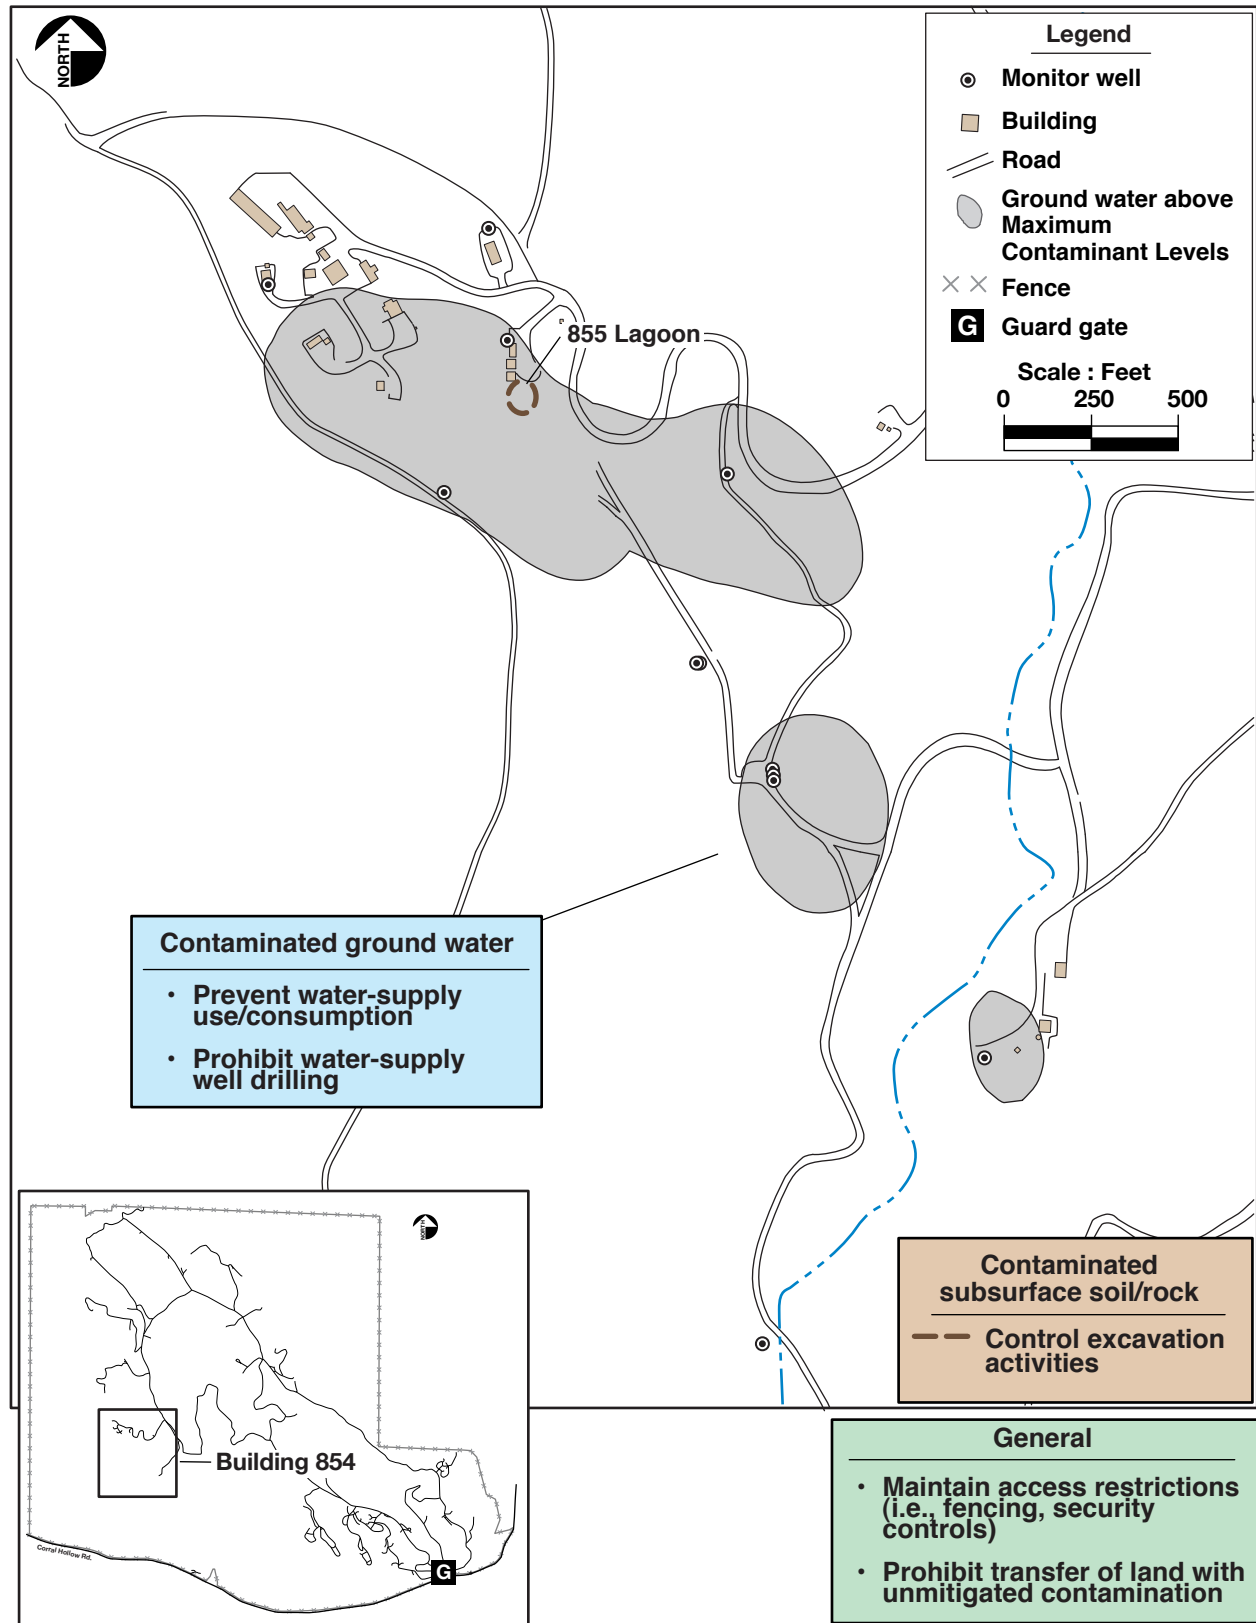 NORTH
Legend
Monitor well
Building
Road
Ground water above
Maximum
Contaminant Levels
Fence
G Guard gate
Scale : Feet
0 250 500
855 Lagoon
Contaminated ground water
• Prevent water-supply
use/consumption
• Prohibit water-supply
well drilling
NORTH
Building 854
Corral Hollow Rd.
G
Contaminated
subsurface soil/rock
Control excavation
activities
General
• Maintain access restrictions
(i.e., fencing, security
controls)
• Prohibit transfer of land with
unmitigated contamination